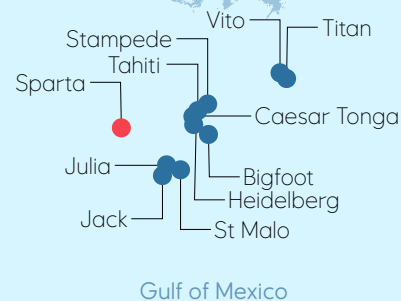 Vito
Titan
Stampede
Tahiti
Sparta
Caesar Tonga
Julia
Bigfoot
Heidelberg
Jack
St Malo
Gulf of Mexico